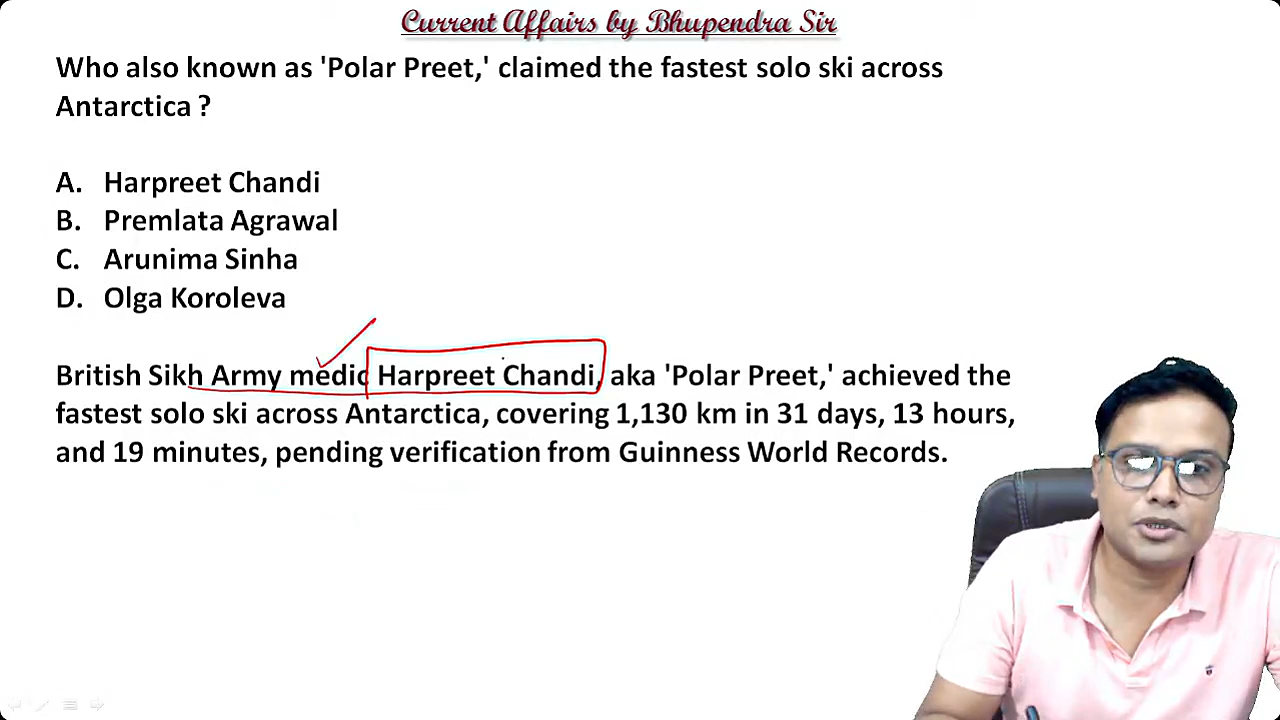 Current Affairs by Bhupendra Sir
Who also known as 'Polar Preet,' claimed the fastest solo ski across
Antarctica ?
A. Harpreet Chandi
B. Premlata Agrawal
C. Arunima Sinha
D. Olga Koroleva
British Sikh Army medic Harpreet Chandi, aka 'Polar Preet,' achieved the
fastest solo ski across Antarctica, covering 1,130 km in 31 days, 13 hours,
and 19 minutes, pending verification from Guinness World Records.